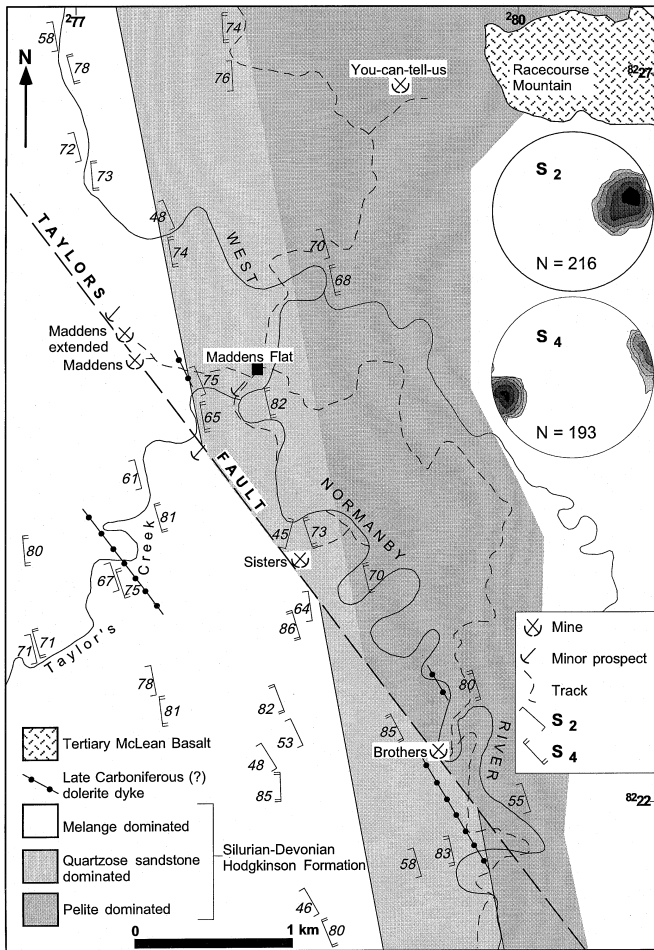 ²77
²80
⁸²27
58
78
74
76
N
You-can-tell-us
Racecourse
Mountain
72
73
S₂
N = 216
48
74
WEST
70
68
TAYLORS
Maddens
extended
Maddens
Maddens Flat
S₄
N = 193
75
65
82
FAULT
61
81
80
Creek
NORMANBY
45
73
Sisters
70
67
75
64
86
71
71
Taylor's
78
81
82
53
80
85
Brothers
RIVER
48
85
55
⁸²22
58
83
46
80
Mine
Minor prospect
Track
S₂
S₄
Tertiary McLean Basalt
Late Carboniferous (?)
dolerite dyke
Melange dominated
Quartzose sandstone
dominated
Pelite dominated
Silurian-Devonian
Hodgkinson Formation
0
1 km